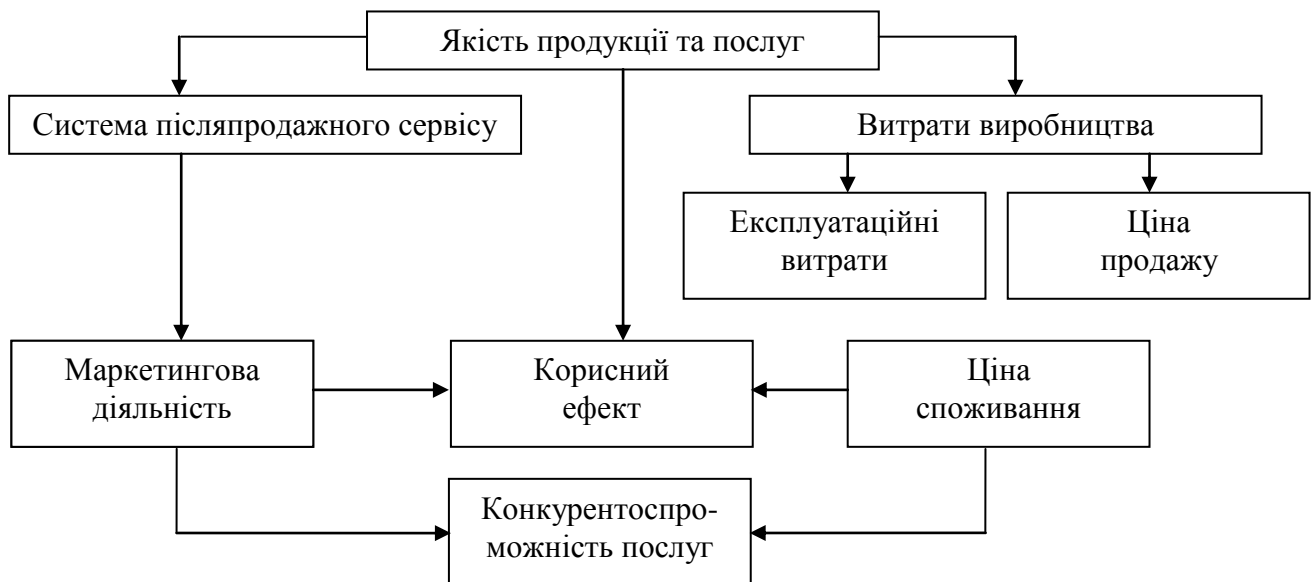 Якість продукції та послуг
Система післяпродажного сервісу
Витрати виробництва
Експлуатаційні
витрати
Ціна
продажу
Маркетингова
діяльність
Корисний
ефект
Ціна
споживання
Конкурентоспро-
можність послуг